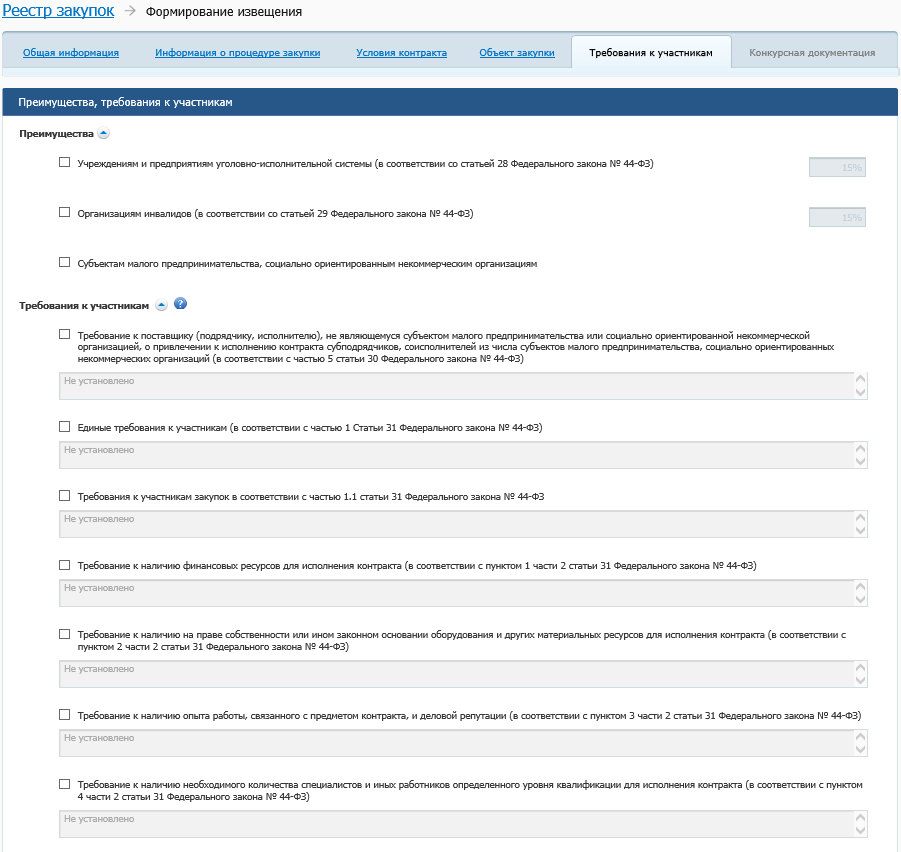 Реестр закупок → Формирование извещения
Общая информация Информация о процедуре закупки Условия контракта Объект закупки Требования к участникам Конкурсная документация
Преимущества, требования к участникам
Преимущества
Учреждениям и предприятиям уголовно-исполнительной системы (в соответствии со статьей 28 Федерального закона № 44-ФЗ) 15%
Организациям инвалидов (в соответствии со статьей 29 Федерального закона № 44-ФЗ) 15%
Субъектам малого предпринимательства, социально ориентированным некоммерческим организациям
Требования к участникам ?
Требование к поставщику (подрядчику, исполнителю), не являющемуся субъектом малого предпринимательства или социально ориентированной некоммерческой
организацией, о привлечении к исполнению контракта субподрядчиков, соисполнителей из числа субъектов малого предпринимательства, социально ориентированных
некоммерческих организаций (в соответствии с частью 5 статьи 30 Федерального закона № 44-ФЗ)
Не установлено
Единые требования к участникам (в соответствии с частью 1 Статьи 31 Федерального закона № 44-ФЗ)
Не установлено
Требования к участникам закупок в соответствии с частью 1.1 статьи 31 Федерального закона № 44-ФЗ
Не установлено
Требование к наличию финансовых ресурсов для исполнения контракта (в соответствии с пунктом 1 части 2 статьи 31 Федерального закона № 44-ФЗ)
Не установлено
Требование к наличию на праве собственности или ином законном основании оборудования и других материальных ресурсов для исполнения контракта (в соответствии с
пунктом 2 части 2 статьи 31 Федерального закона № 44-ФЗ)
Не установлено
Требование к наличию опыта работы, связанного с предметом контракта, и деловой репутации (в соответствии с пунктом 3 части 2 статьи 31 Федерального закона № 44-ФЗ)
Не установлено
Требование к наличию необходимого количества специалистов и иных работников определенного уровня квалификации для исполнения контракта (в соответствии с пунктом
4 части 2 статьи 31 Федерального закона № 44-ФЗ)
Не установлено